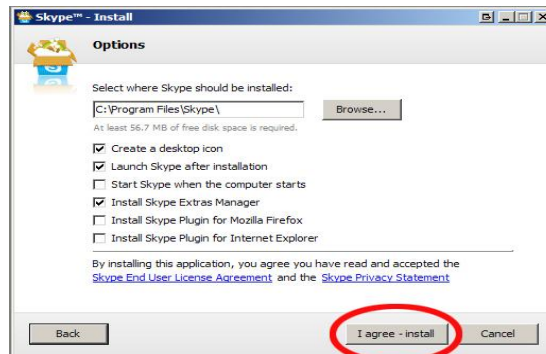 Skype™ - Install
Options
Select where Skype should be installed:
C:\Program Files\Skype\
Browse...
At least 56.7 MB of free disk space is required.
Create a desktop icon
Launch Skype after installation
Start Skype when the computer starts
Install Skype Extras Manager
Install Skype Plugin for Mozilla Firefox
Install Skype Plugin for Internet Explorer
By installing this application, you agree you have read and accepted the
Skype End User License Agreement and the Skype Privacy Statement
Back
I agree - install
Cancel